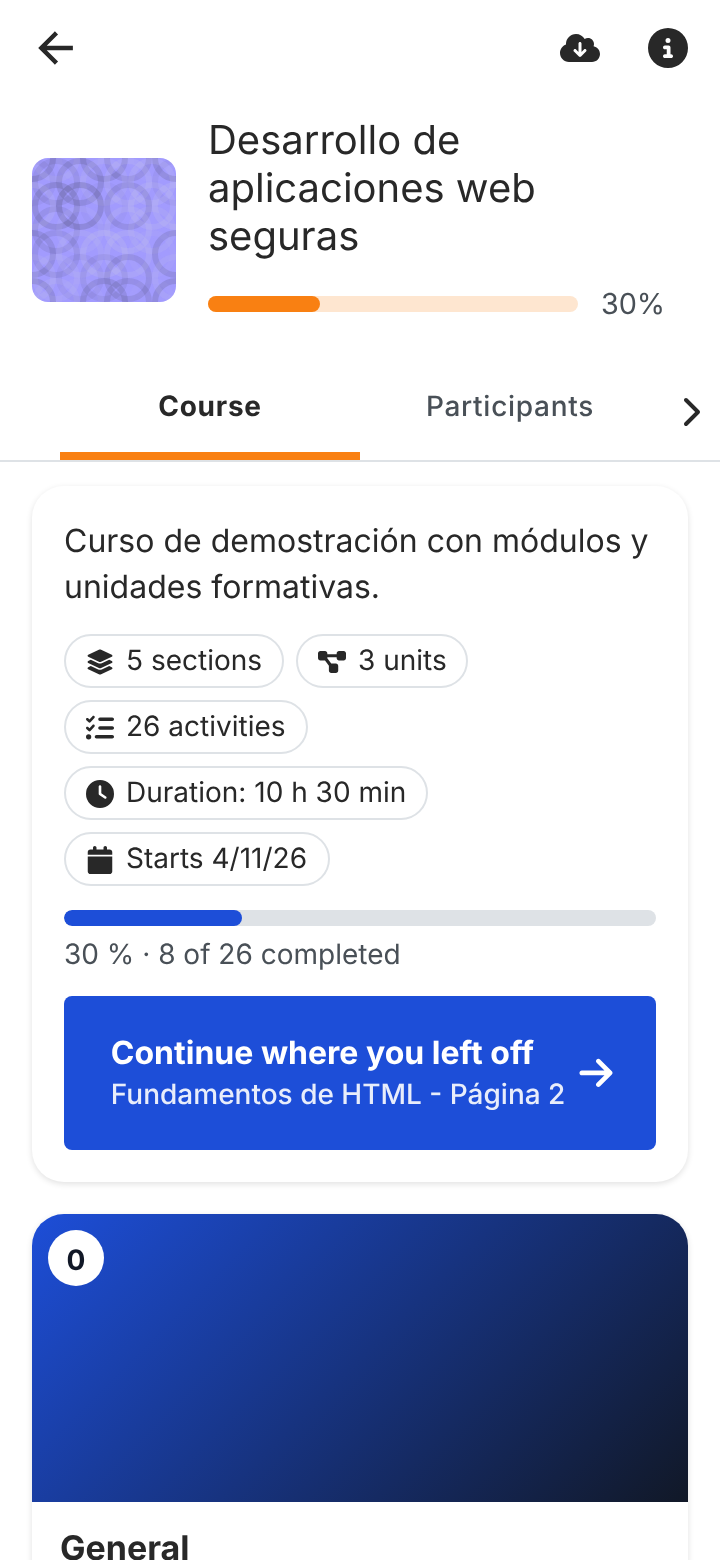 Desarrollo de
aplicaciones web
seguras
30%
Course
Participants
Curso de demostración con módulos y
unidades formativas.
5 sections
3 units
26 activities
Duration: 10 h 30 min
Starts 4/11/26
30 % · 8 of 26 completed
Continue where you left off
Fundamentos de HTML - Página 2
0
General